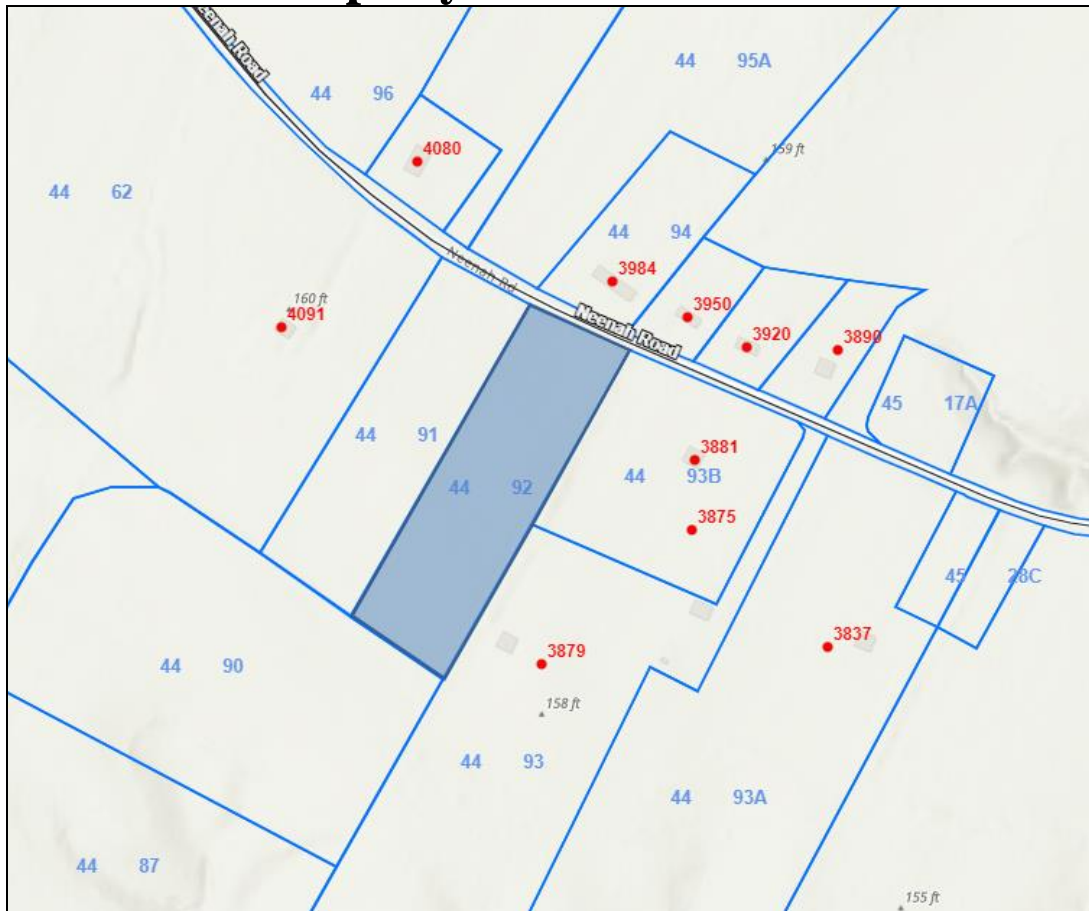 Neenah Road
44 95A
44 96
4080
159 ft
44 62
44 94
Neenah Rd
3984
160 ft
4091
3950
Neenah Road
3920
3890
45 17A
44 91
3881
44 93B
44 92
3875
45 28C
3837
3879
44 90
158 ft
44 93
44 93A
44 87
155 ft